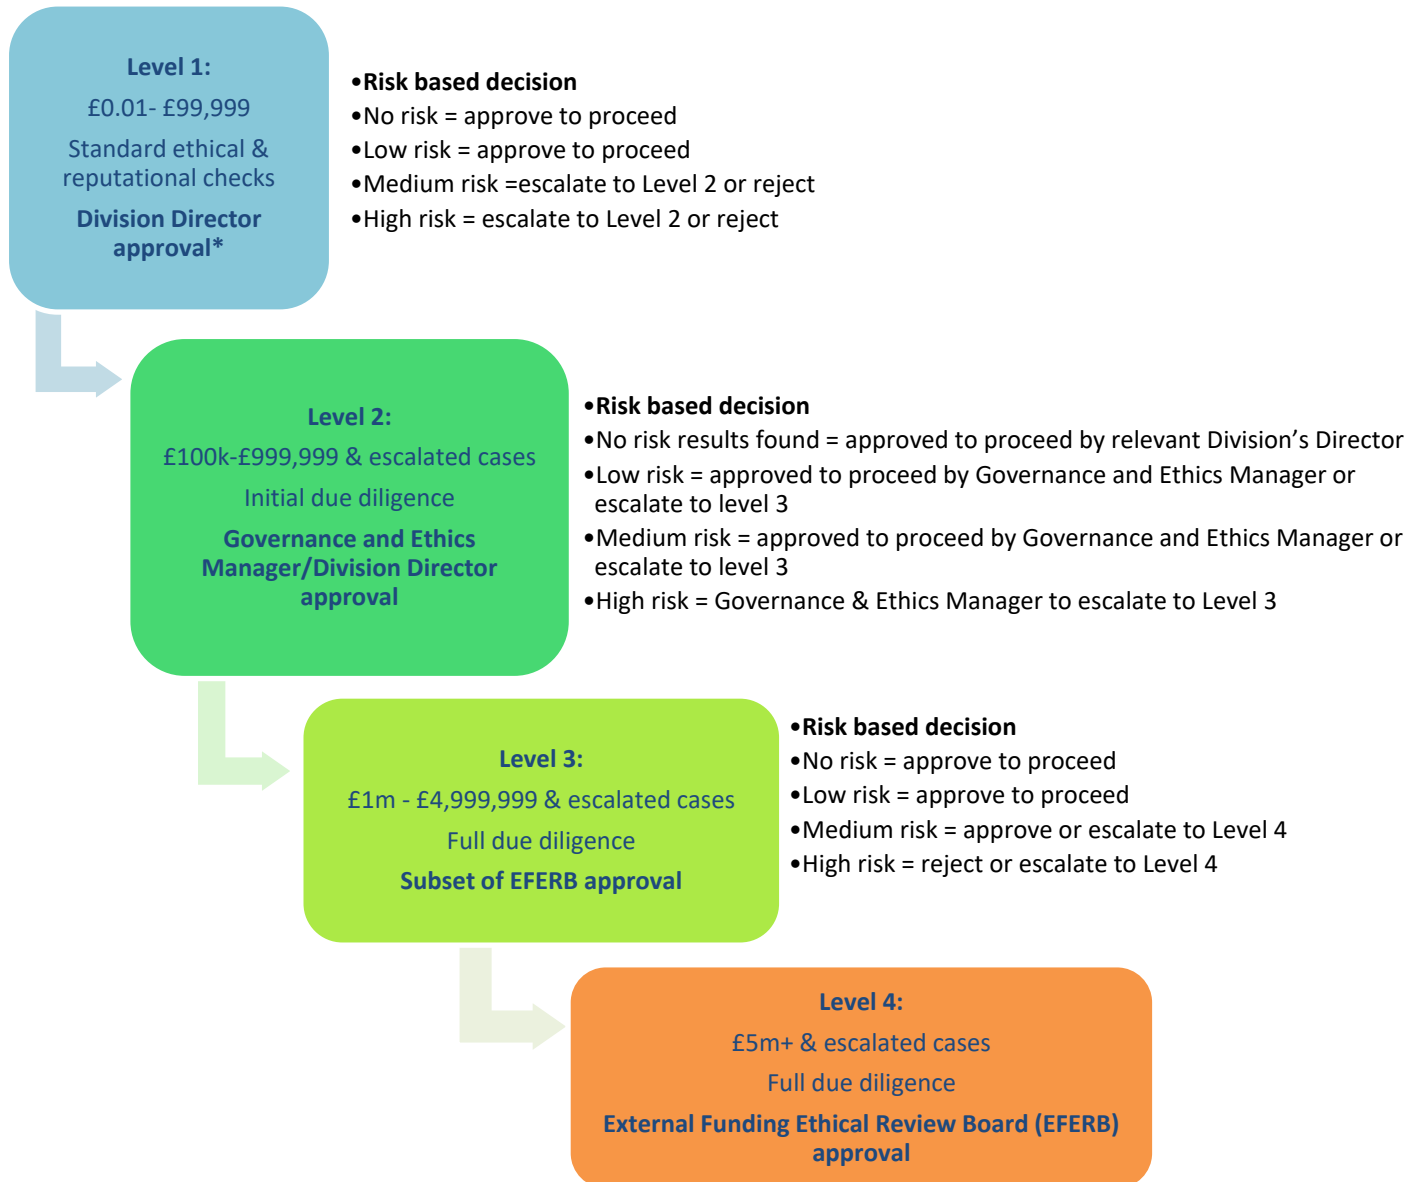 Level 1:
£0.01- £99,999
Standard ethical &
reputational checks
Division Director
approval*
•Risk based decision
•No risk = approve to proceed
•Low risk = approve to proceed
•Medium risk =escalate to Level 2 or reject
•High risk = escalate to Level 2 or reject
Level 2:
£100k-£999,999 & escalated cases
Initial due diligence
Governance and Ethics
Manager/Division Director
approval
•Risk based decision
•No risk results found = approved to proceed by relevant Division’s Director
•Low risk = approved to proceed by Governance and Ethics Manager or
escalate to level 3
•Medium risk = approved to proceed by Governance and Ethics Manager or
escalate to level 3
•High risk = Governance & Ethics Manager to escalate to Level 3
Level 3:
£1m - £4,999,999 & escalated cases
Full due diligence
Subset of EFERB approval
•Risk based decision
•No risk = approve to proceed
•Low risk = approve to proceed
•Medium risk = approve or escalate to Level 4
•High risk = reject or escalate to Level 4
Level 4:
£5m+ & escalated cases
Full due diligence
External Funding Ethical Review Board (EFERB)
approval